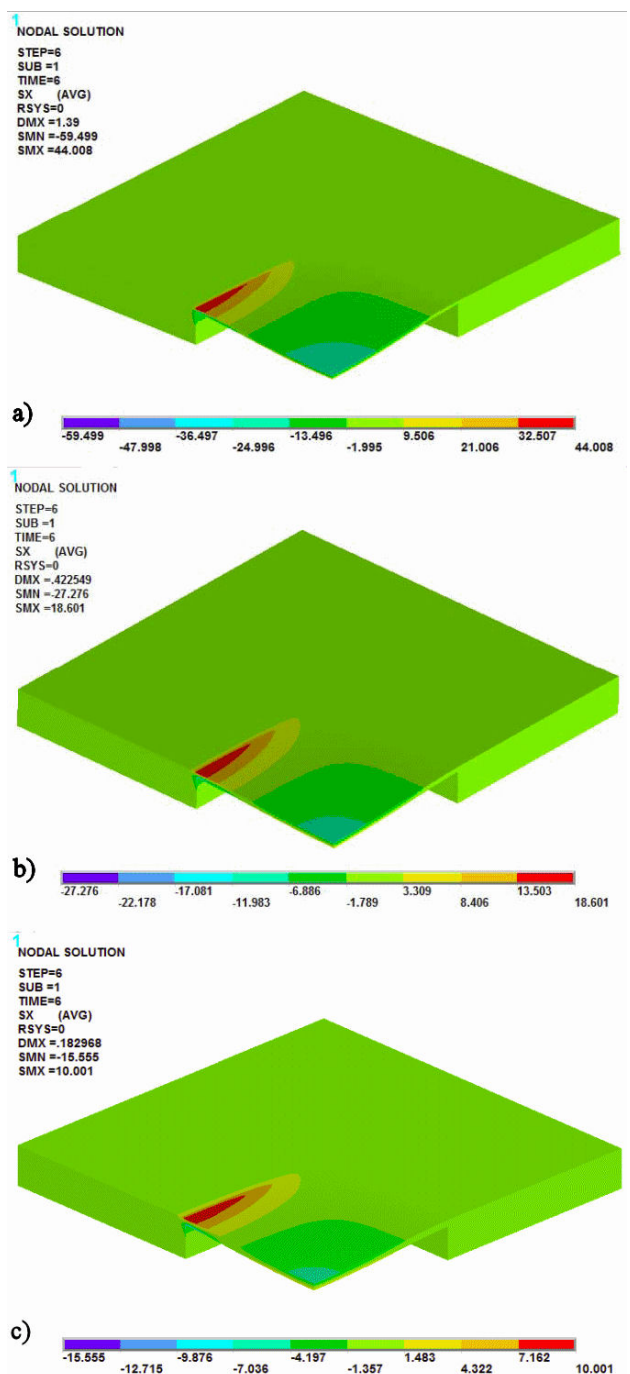 1
NODAL SOLUTION
STEP=6
SUB =1
TIME=6
SX (AVG)
RSYS=0
DMX =1.39
SMN =-59.499
SMX =44.008
a)
-59.499 -36.497 -13.496 9.506 32.507
-47.998 -24.996 -1.995 21.006 44.008
1
NODAL SOLUTION
STEP=6
SUB =1
TIME=6
SX (AVG)
RSYS=0
DMX =.422549
SMN =-27.276
SMX =18.601
b)
-27.276 -17.081 -6.886 3.309 13.503
-22.178 -11.983 -1.789 8.406 18.601
1
NODAL SOLUTION
STEP=6
SUB =1
TIME=6
SX (AVG)
RSYS=0
DMX =.182968
SMN =-15.555
SMX =10.001
c)
-15.555 -9.876 -4.197 1.483 7.162
-12.715 -7.036 -1.357 4.322 10.001